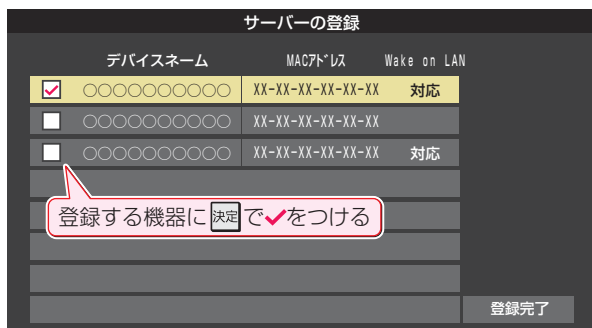 サーバーの登録
デバイスネーム MACアドレス Wake on LAN
○○○○○○○○○○ XX-XX-XX-XX-XX-XX 対応
○○○○○○○○○○ XX-XX-XX-XX-XX-XX
○○○○○○○○○○ XX-XX-XX-XX-XX-XX 対応
登録する機器に 決定 で✓をつける
登録完了